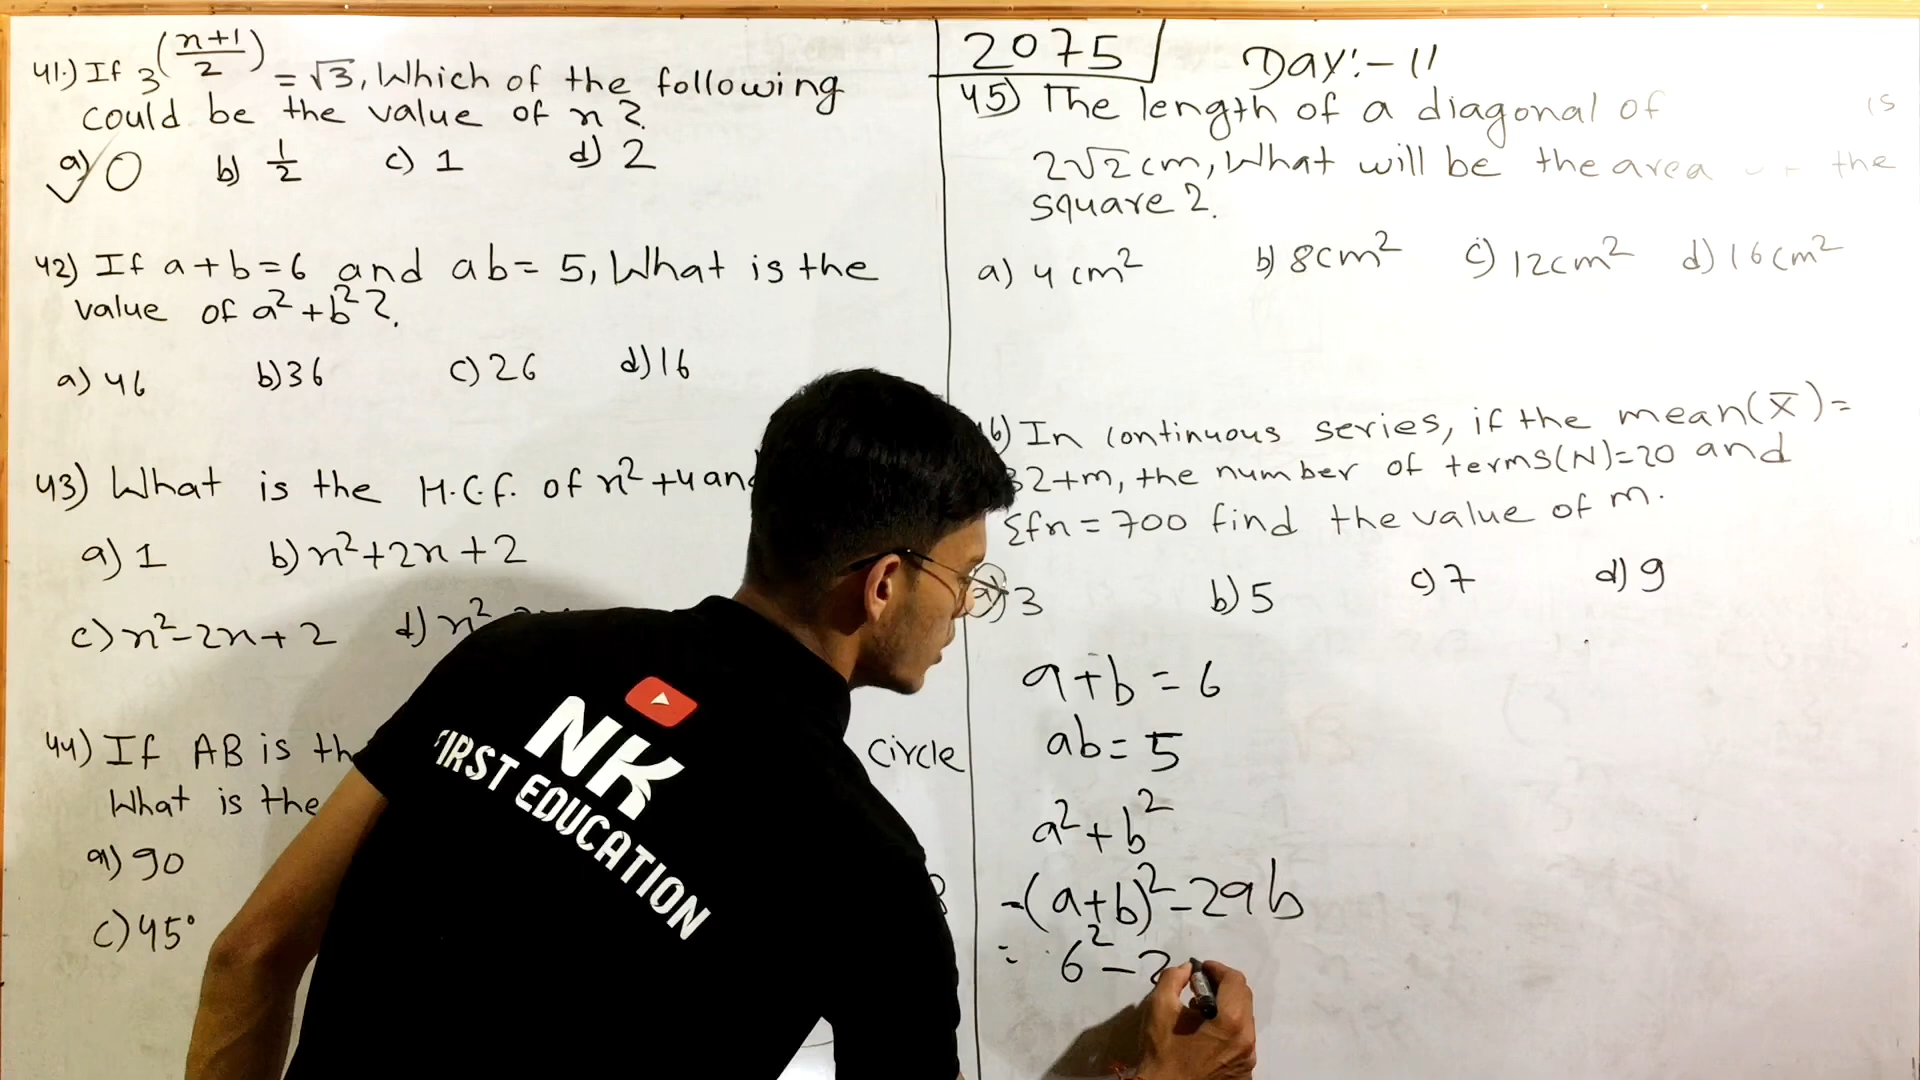 41.) If 3^((n+1)/2) = √3, Which of the following
could be the value of n ?
a) 0 b) 1/2 c) 1 d) 2
42) If a+b=6 and ab= 5, What is the
value of a²+b² ?.
a) 46 b) 36 c) 26 d) 16
43) What is the H.C.f. of n²+4 an
a) 1 b) n²+2n+2
c) n²-2n+2 d) n²
44) If AB is th circle
What is the
a) 90
c) 45°
2075 Day:- 11
45) The length of a diagonal of is
2√2 cm, What will be the area the
square ?.
a) 4 cm² b) 8cm² c) 12cm² d) 16cm²
6) In continuous series, if the mean(x̄)=
32+m, the number of terms(N)=20 and
Σfn = 700 find the value of m.
a) 3 b) 5 c) 7 d) 9
a+b = 6
ab = 5
a²+b²
=(a+b)²-2ab
= 6²-2
NK
FIRST EDUCATION